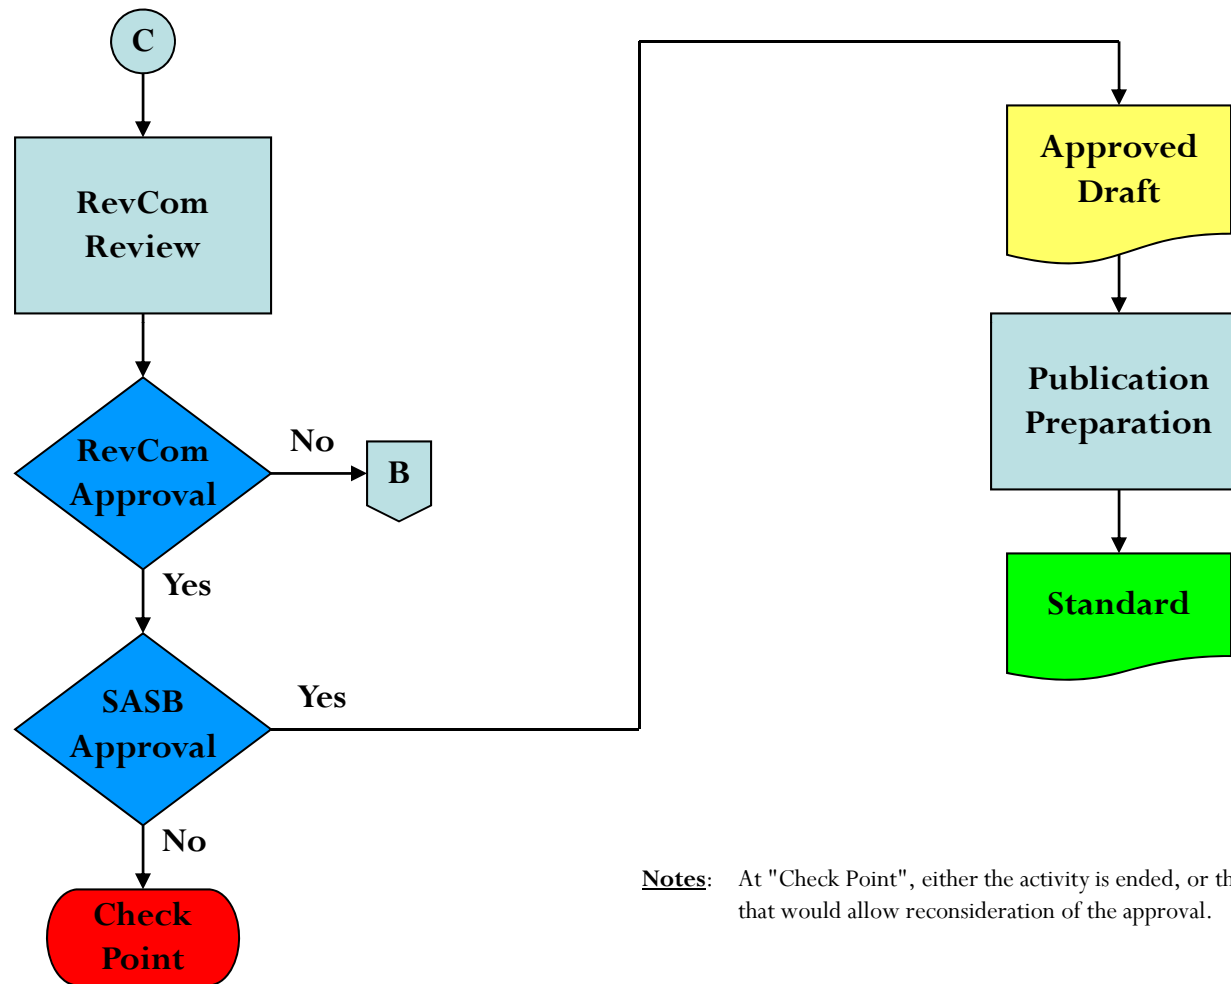 C
RevCom
Review
RevCom
Approval
No
B
Yes
SASB
Approval
Yes
No
Check
Point
Approved
Draft
Publication
Preparation
Standard
Notes: At "Check Point", either the activity is ended, or
that would allow reconsideration of the approval.